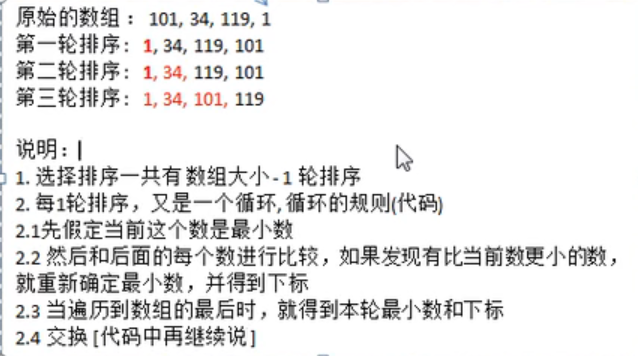 原始的数组： 101, 34, 119, 1
第一轮排序： 1, 34, 119, 101
第二轮排序： 1, 34, 119, 101
第三轮排序： 1, 34, 101, 119
说明：
1. 选择排序一共有数组大小 - 1 轮排序
2. 每1轮排序，又是一个循环, 循环的规则(代码)
2.1先假定当前这个数是最小数
2.2 然后和后面的每个数进行比较，如果发现有比当前数更小的数，
就重新确定最小数，并得到下标
2.3 当遍历到数组的最后时，就得到本轮最小数和下标
2.4 交换 [代码中再继续说 ]